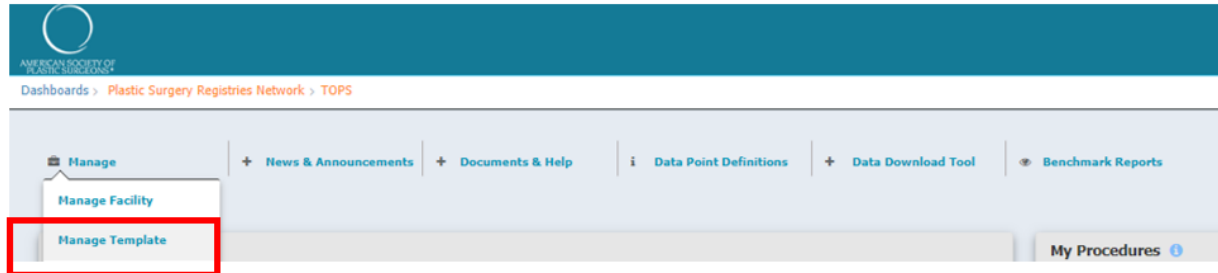 AMERICAN SOCIETY OF
PLASTIC SURGEONS
Dashboards > Plastic Surgery Registries Network > TOPS
Manage + News & Announcements + Documents & Help i Data Point Definitions + Data Download Tool Benchmark Reports
Manage Facility
Manage Template
My Procedures i